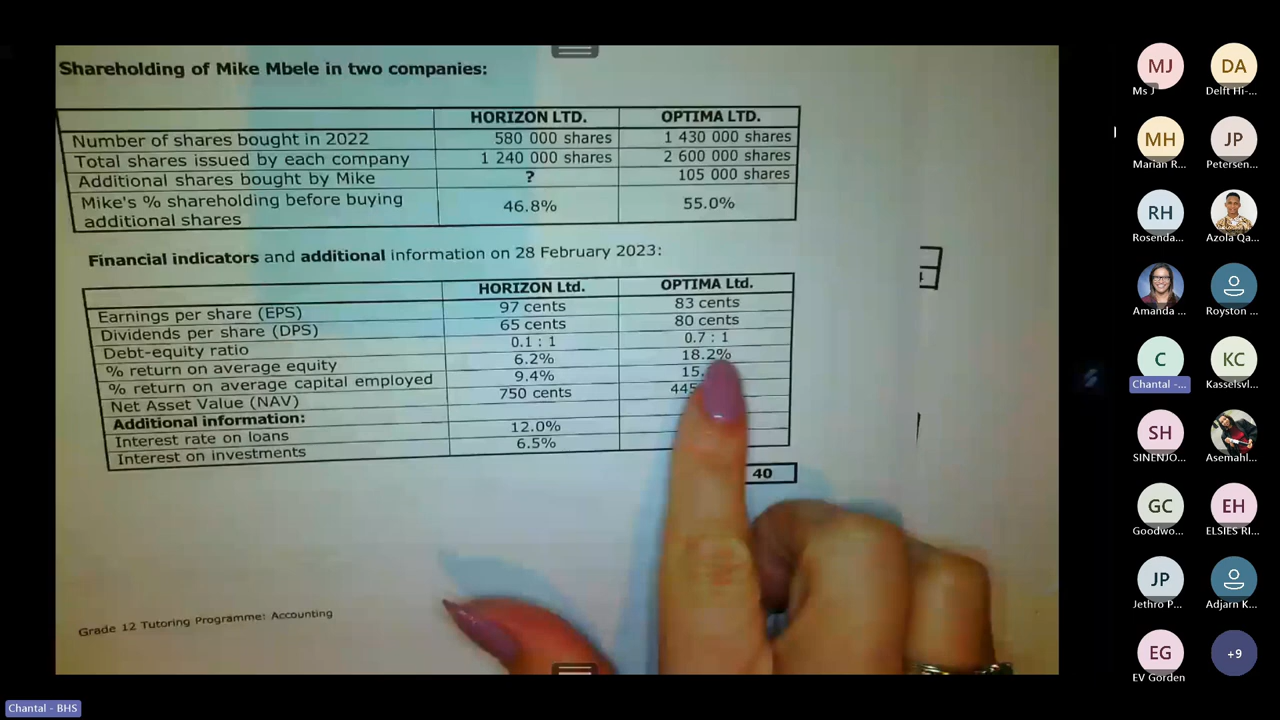 Shareholding of Mike Mbele in two companies:
HORIZON LTD. OPTIMA LTD.
Number of shares bought in 2022 580 000 shares 1 430 000 shares
Total shares issued by each company 1 240 000 shares 2 600 000 shares
Additional shares bought by Mike ? 105 000 shares
Mike's % shareholding before buying additional shares 46.8% 55.0%
Financial indicators and additional information on 28 February 2023:
HORIZON Ltd. OPTIMA Ltd.
Earnings per share (EPS) 97 cents 83 cents
Dividends per share (DPS) 65 cents 80 cents
Debt-equity ratio 0.1 : 1 0.7 : 1
% return on average equity 6.2% 18.2%
% return on average capital employed 9.4% 15.
Net Asset Value (NAV) 750 cents 445
Additional information:
Interest rate on loans 12.0%
Interest on investments 6.5%
40
Grade 12 Tutoring Programme: Accounting
MJ DA
Ms J Delft Hi-...
MH JP
Marian R... Petersen...
RH
Rosenda... Azola Qa...
Amanda ... Royston ...
C KC
Chantal -... Kasselsvl...
SH
SINENJO... Asemahl...
GC EH
Goodwo... ELSIES RI...
JP
Jethro P... Adjarn K...
EG +9
EV Gorden
Chantal - BHS